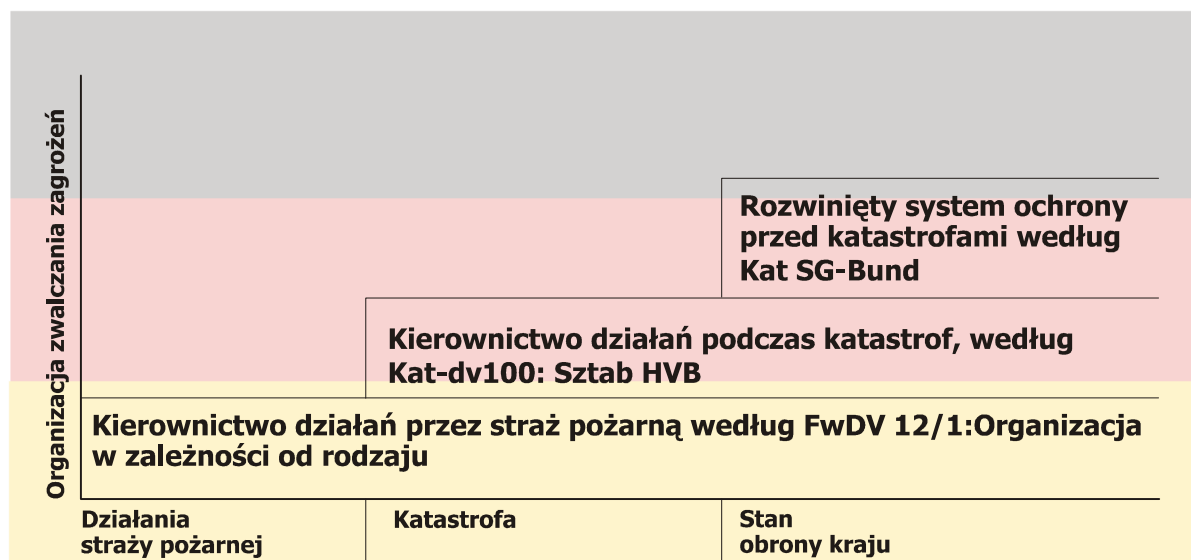 Organizacja zwalczania zagrożeń
Rozwinięty system ochrony
przed katastrofami według
Kat SG-Bund
Kierownictwo działań podczas katastrof, według
Kat-dv100: Sztab HVB
Kierownictwo działań przez straż pożarną według FwDV 12/1:Organizacja
w zależności od rodzaju
Działania
straży pożarnej
Katastrofa
Stan
obrony kraju